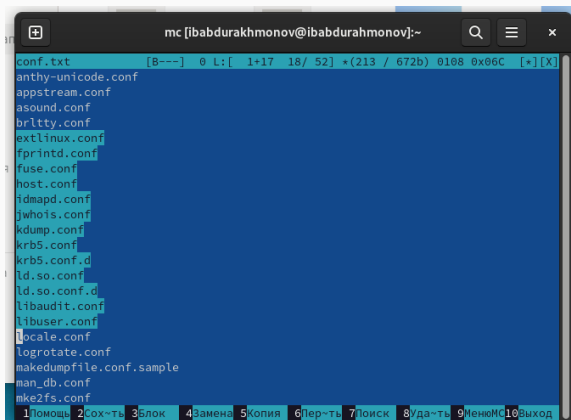 mc [ibabdurakhmonov@ibabdurahmonov]:~
conf.txt [B---] 0 L:[ 1+17 18/ 52] *(213 / 672b) 0108 0x06C [*][X]
anthy-unicode.conf
appstream.conf
asound.conf
brltty.conf
extlinux.conf
fprintd.conf
fuse.conf
host.conf
idmapd.conf
jwhois.conf
kdump.conf
krb5.conf
krb5.conf.d
ld.so.conf
ld.so.conf.d
libaudit.conf
libuser.conf
locale.conf
logrotate.conf
makedumpfile.conf.sample
man_db.conf
mke2fs.conf
1Помощь 2Сох~ть 3Блок 4Замена 5Копия 6Пер~ть 7Поиск 8Уда~ть 9МенюMC 10Выход